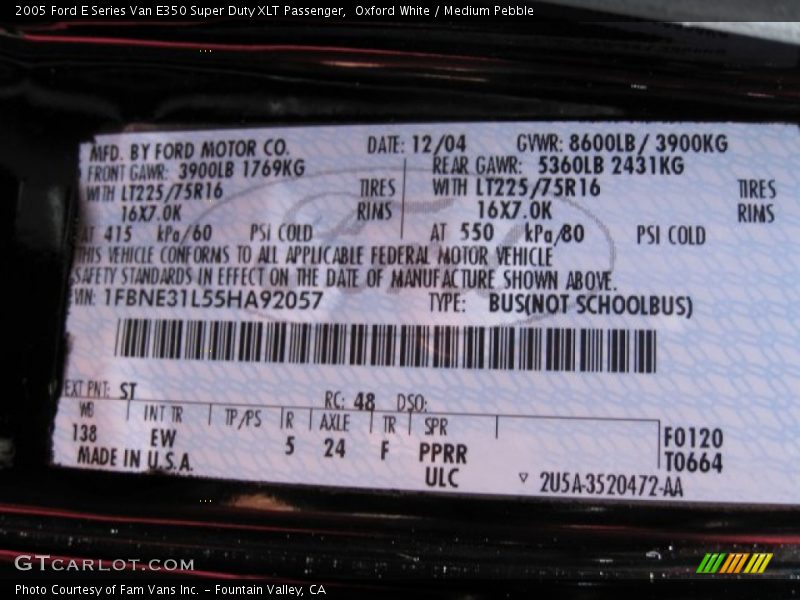 2005 Ford E Series Van E350 Super Duty XLT Passenger,  Oxford White / Medium Pebble
MFD. BY FORD MOTOR CO. DATE: 12/04 GVWR: 8600LB / 3900KG
FRONT GAWR: 3900LB 1769KG REAR GAWR: 5360LB 2431KG
WITH LT225/75R16 TIRES WITH LT225/75R16 TIRES
16X7.0K RIMS 16X7.0K RIMS
AT 415 kPa/60 PSI COLD AT 550 kPa/80 PSI COLD
THIS VEHICLE CONFORMS TO ALL APPLICABLE FEDERAL MOTOR VEHICLE
SAFETY STANDARDS IN EFFECT ON THE DATE OF MANUFACTURE SHOWN ABOVE.
VIN: 1FBNE31L55HA92057 TYPE: BUS(NOT SCHOOLBUS)
EXT PNT: ST RC: 48 DSO:
WB INT TR TP/PS R AXLE TR SPR
138 EW 5 24 F PPRR F0120
MADE IN U.S.A. ULC T0664
▽ 2U5A-3520472-AA
GTCARLOT.COM
Photo Courtesy of Fam Vans Inc. - Fountain Valley, CA